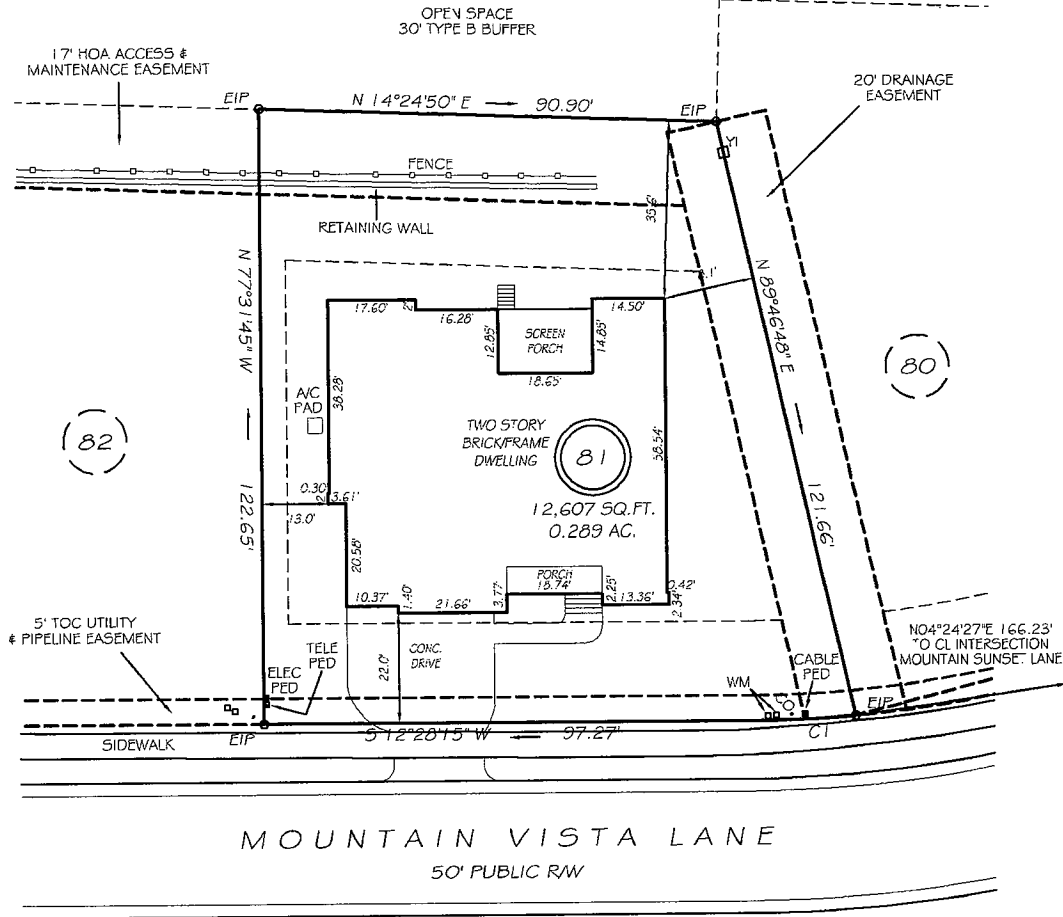 OPEN SPACE
30' TYPE B BUFFER
17' HOA ACCESS &
MAINTENANCE EASEMENT
20' DRAINAGE
EASEMENT
EIP
N 14°24'50" E
90.90'
EIP
YI
FENCE
RETAINING WALL
35.6'
N 77°31'45" W
122.65'
N 89°46'48" E
121.66'
17.60'
2'
16.28'
14.50'
12.85'
SCREEN
PORCH
14.85'
18.65'
38.28'
A/C
PAD
82
80
TWO STORY
BRICK/FRAME
DWELLING
81
58.54'
12,607 SQ.FT.
0.289 AC.
0.30'
2'
3.61'
13.0'
20.58'
10.37'
1.40'
21.66'
3.77'
PORCH
18.74'
2.25'
13.36'
0.42'
2.34'
5' TOC UTILITY
& PIPELINE EASEMENT
TELE
PED
ELEC
PED
22.0'
CONC.
DRIVE
WM
CO
CABLE
PED
N04°24'27"E 166.23'
TO CL INTERSECTION
MOUNTAIN SUNSET LANE
SIDEWALK
EIP
S 12°28'15" W
97.27'
C1
EIP
MOUNTAIN VISTA LANE
50' PUBLIC R/W